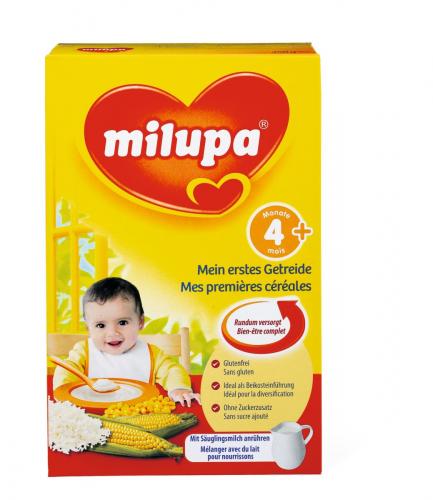 milupa®
Monate
4+
mois
Mein erstes Getreide
Mes premières céréales
Rundum versorgt
Bien-être complet
Glutenfrei
Sans gluten
Ideal als Beikosteinführung
Idéal pour la diversification
Ohne Zuckerzusatz
Sans sucre ajouté
Mit Säuglingsmilch anrühren
Mélanger avec du lait
pour nourrissons